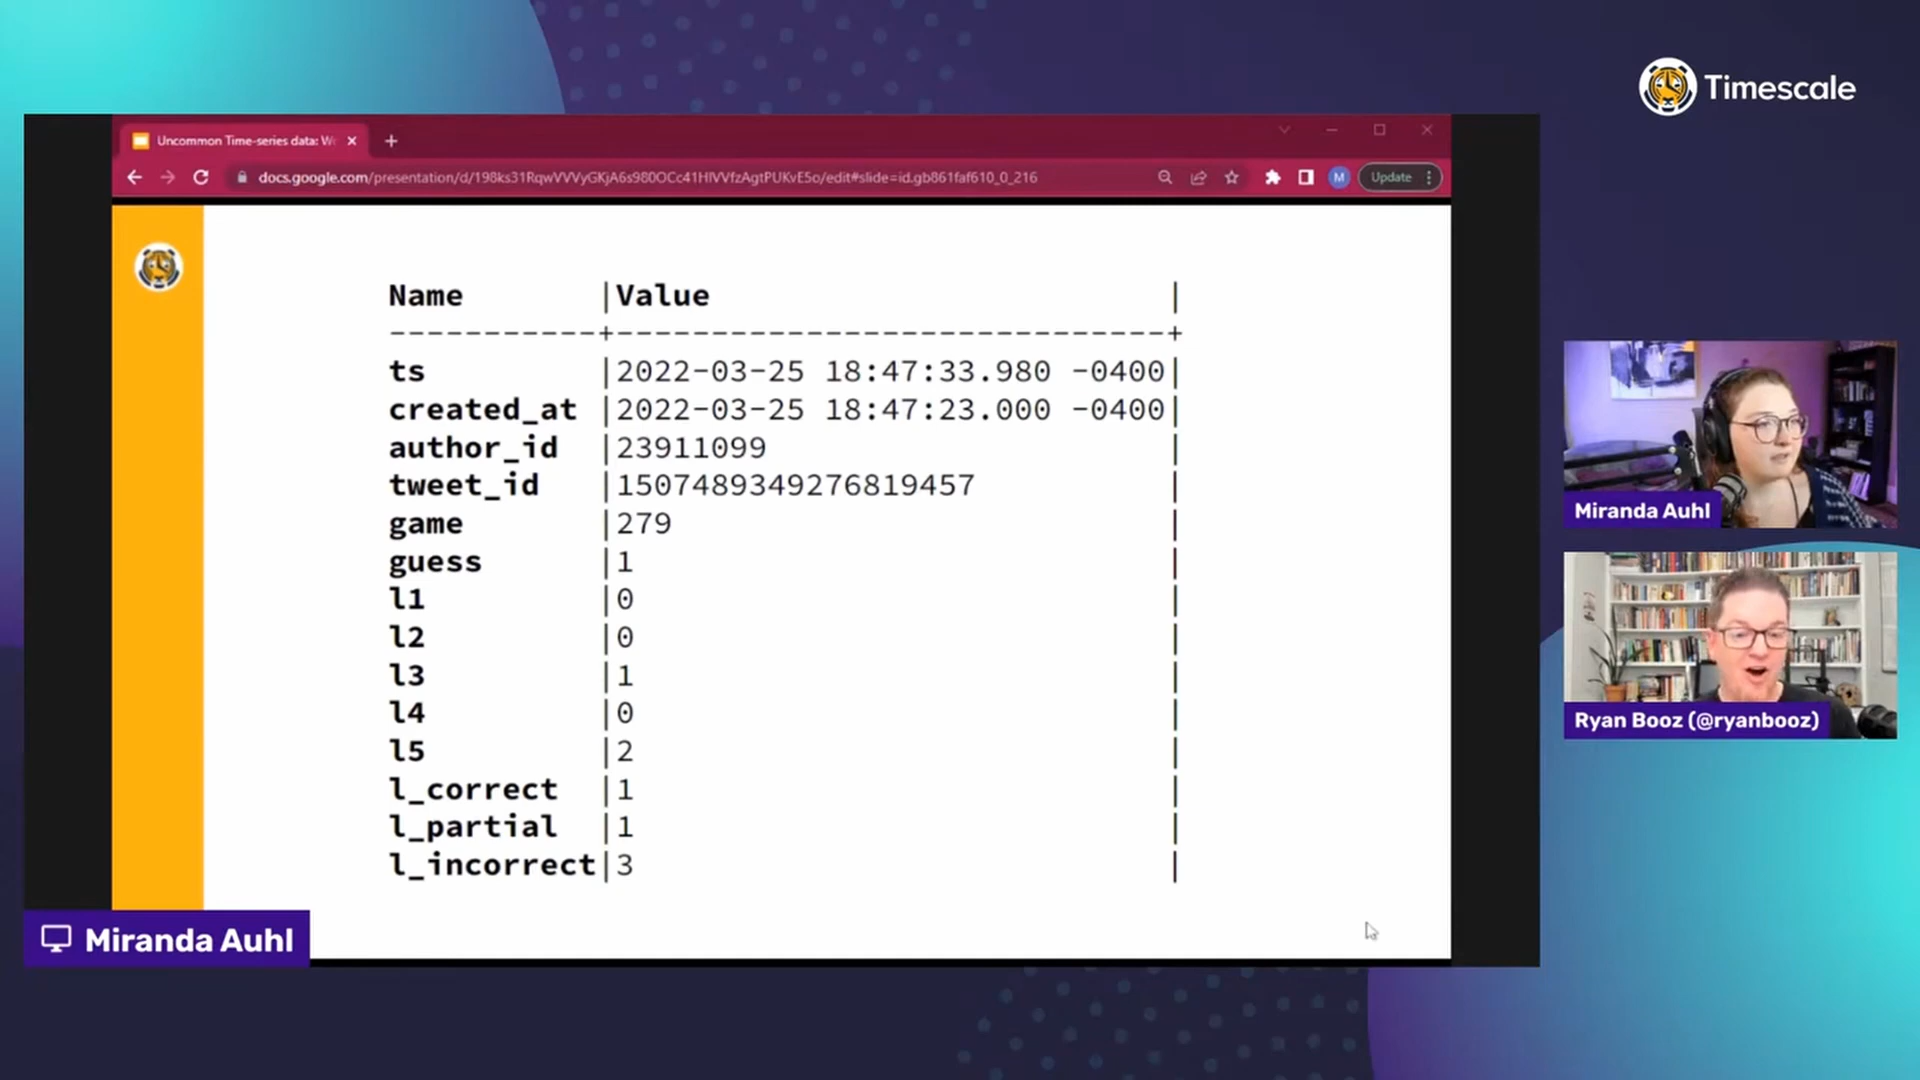 Timescale
Uncommon Time-series data: W
docs.google.com/presentation/d/198ks31RqwVVVyGKjA6s980OCc41HlVVfzAgtPUKvE5o/edit#slide=id.gb861faf610_0_216
M
Update
Name |Value |
-----------+-----------------------------+
ts |2022-03-25 18:47:33.980 -0400|
created_at |2022-03-25 18:47:23.000 -0400|
author_id |23911099 |
tweet_id |1507489349276819457 |
game |279 |
guess |1 |
l1 |0 |
l2 |0 |
l3 |1 |
l4 |0 |
l5 |2 |
l_correct |1 |
l_partial |1 |
l_incorrect|3 |
Miranda Auhl
Miranda Auhl
Ryan Booz (@ryanbooz)